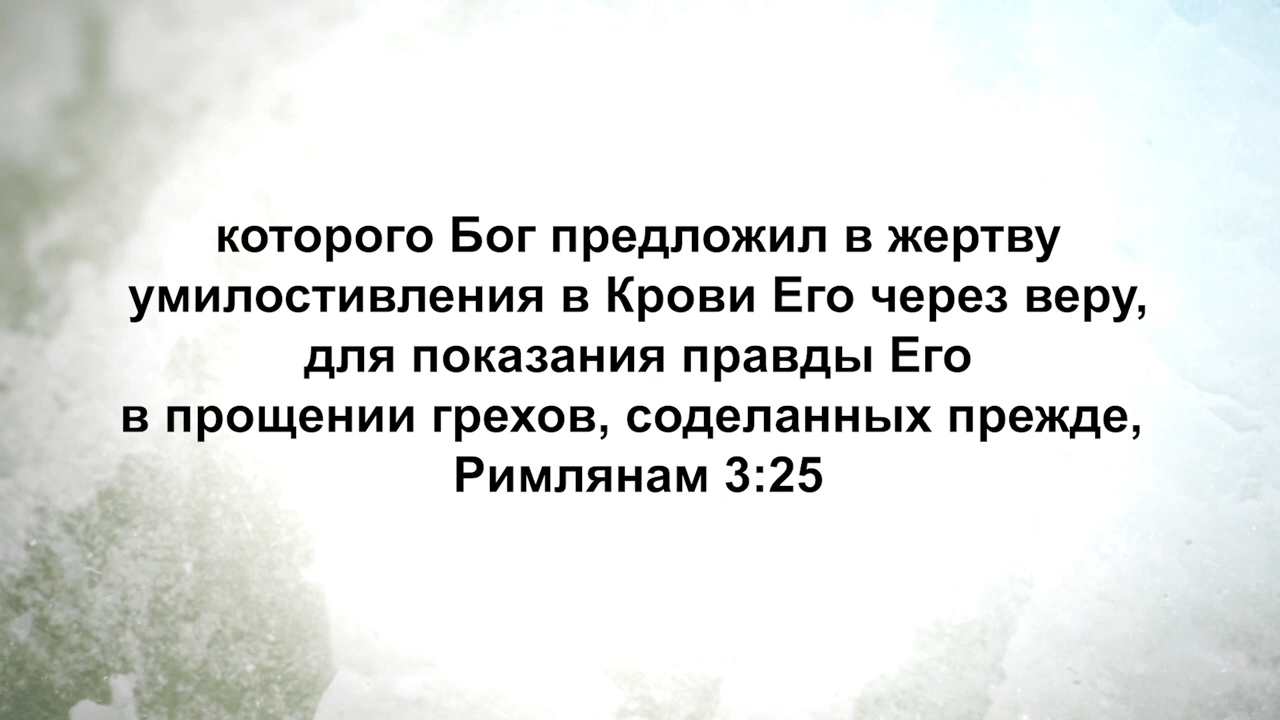 которого Бог предложил в жертву
умилостивления в Крови Его через веру,
для показания правды Его
в прощении грехов, соделанных прежде,
Римлянам 3:25